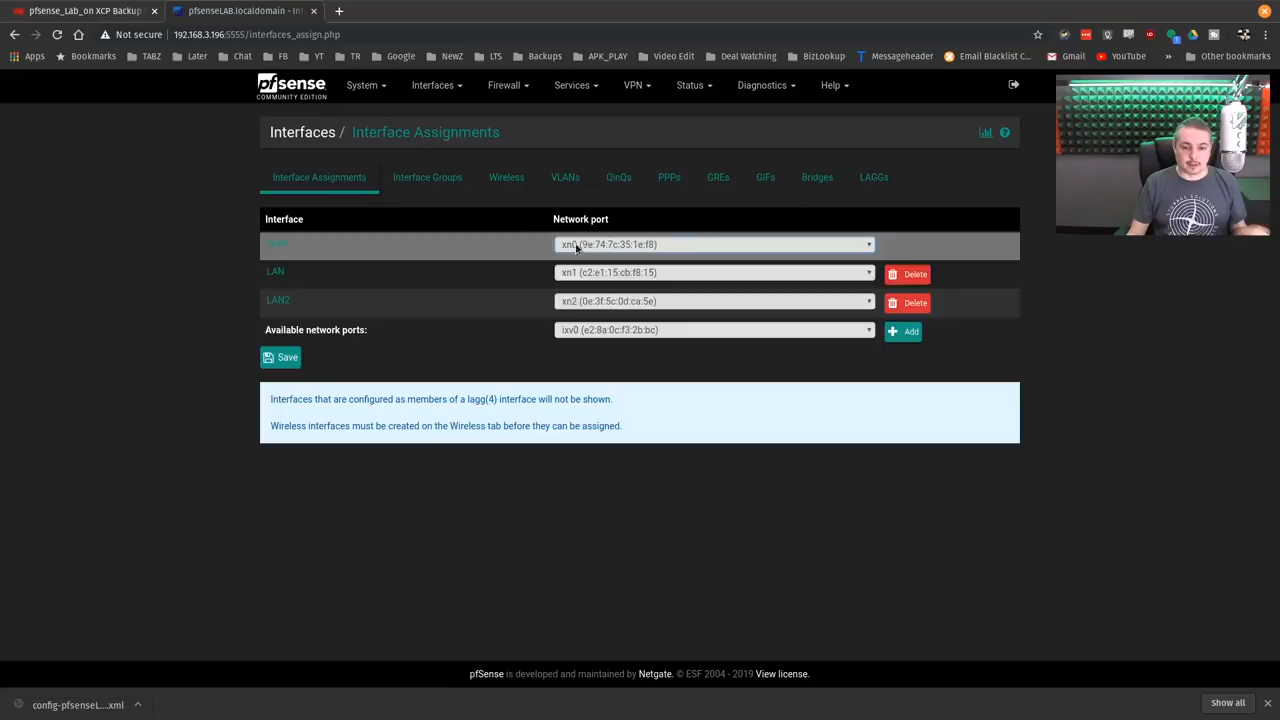 pfsense_Lab_on XCP Backup
pfsenseLAB.localdomain - Int
Not secure
192.168.3.196:5555/interfaces_assign.php
Apps
Bookmarks
TABZ
Later
Chat
FB
YT
TR
Google
NewZ
LTS
Backups
APK_PLAY
Video Edit
Deal Watching
BizLookup
Messageheader
Email Blacklist C...
Gmail
YouTube
»
Other bookmarks
pfsense
COMMUNITY EDITION
System
Interfaces
Firewall
Services
VPN
Status
Diagnostics
Help
Interfaces / Interface Assignments
Interface Assignments
Interface Groups
Wireless
VLANs
QinQs
PPPs
GREs
GIFs
Bridges
LAGGs
Interface
Network port
WAN
xn0 (9e:74:7c:35:1e:f8)
LAN
xn1 (c2:e1:15:cb:f8:15)
Delete
LAN2
xn2 (0e:3f:5c:0d:ca:5e)
Delete
Available network ports:
ixv0 (e2:8a:0c:f3:2b:bc)
Add
Save
Interfaces that are configured as members of a lagg(4) interface will not be shown.
Wireless interfaces must be created on the Wireless tab before they can be assigned.
pfSense is developed and maintained by Netgate. © ESF 2004 - 2019 View license.
config-pfsenseL....xml
Show all